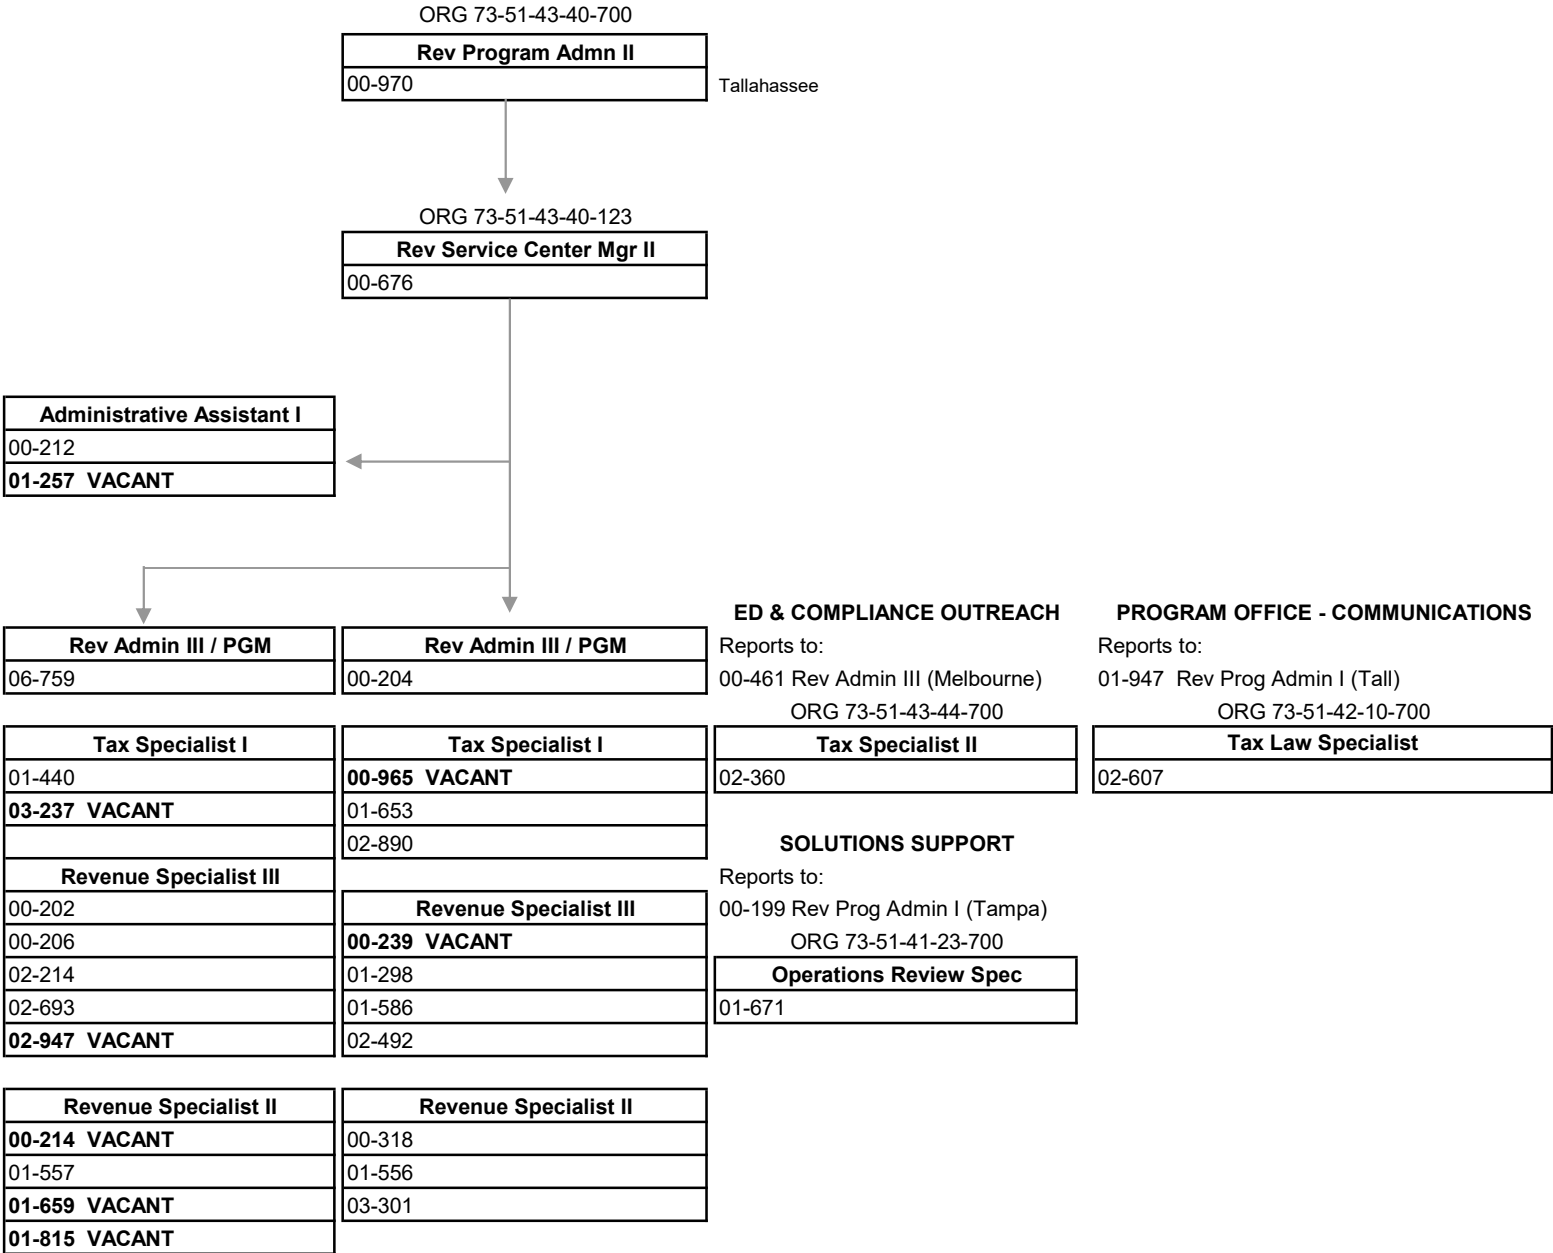 ORG 73-51-43-40-700
Rev Program Admn II
00-970
Tallahassee
ORG 73-51-43-40-123
Rev Service Center Mgr II
00-676
Administrative Assistant I
00-212
01-257 VACANT
Rev Admin III / PGM
06-759
Tax Specialist I
01-440
03-237 VACANT
Revenue Specialist III
00-202
00-206
02-214
02-693
02-947 VACANT
Revenue Specialist II
00-214 VACANT
01-557
01-659 VACANT
01-815 VACANT
Rev Admin III / PGM
00-204
Tax Specialist I
00-965 VACANT
01-653
02-890
Revenue Specialist III
00-239 VACANT
01-298
01-586
02-492
Revenue Specialist II
00-318
01-556
03-301
ED & COMPLIANCE OUTREACH
Reports to:
00-461 Rev Admin III (Melbourne)
ORG 73-51-43-44-700
Tax Specialist II
02-360
SOLUTIONS SUPPORT
Reports to:
00-199 Rev Prog Admin I (Tampa)
ORG 73-51-41-23-700
Operations Review Spec
01-671
PROGRAM OFFICE - COMMUNICATIONS
Reports to:
01-947 Rev Prog Admin I (Tall)
ORG 73-51-42-10-700
Tax Law Specialist
02-607